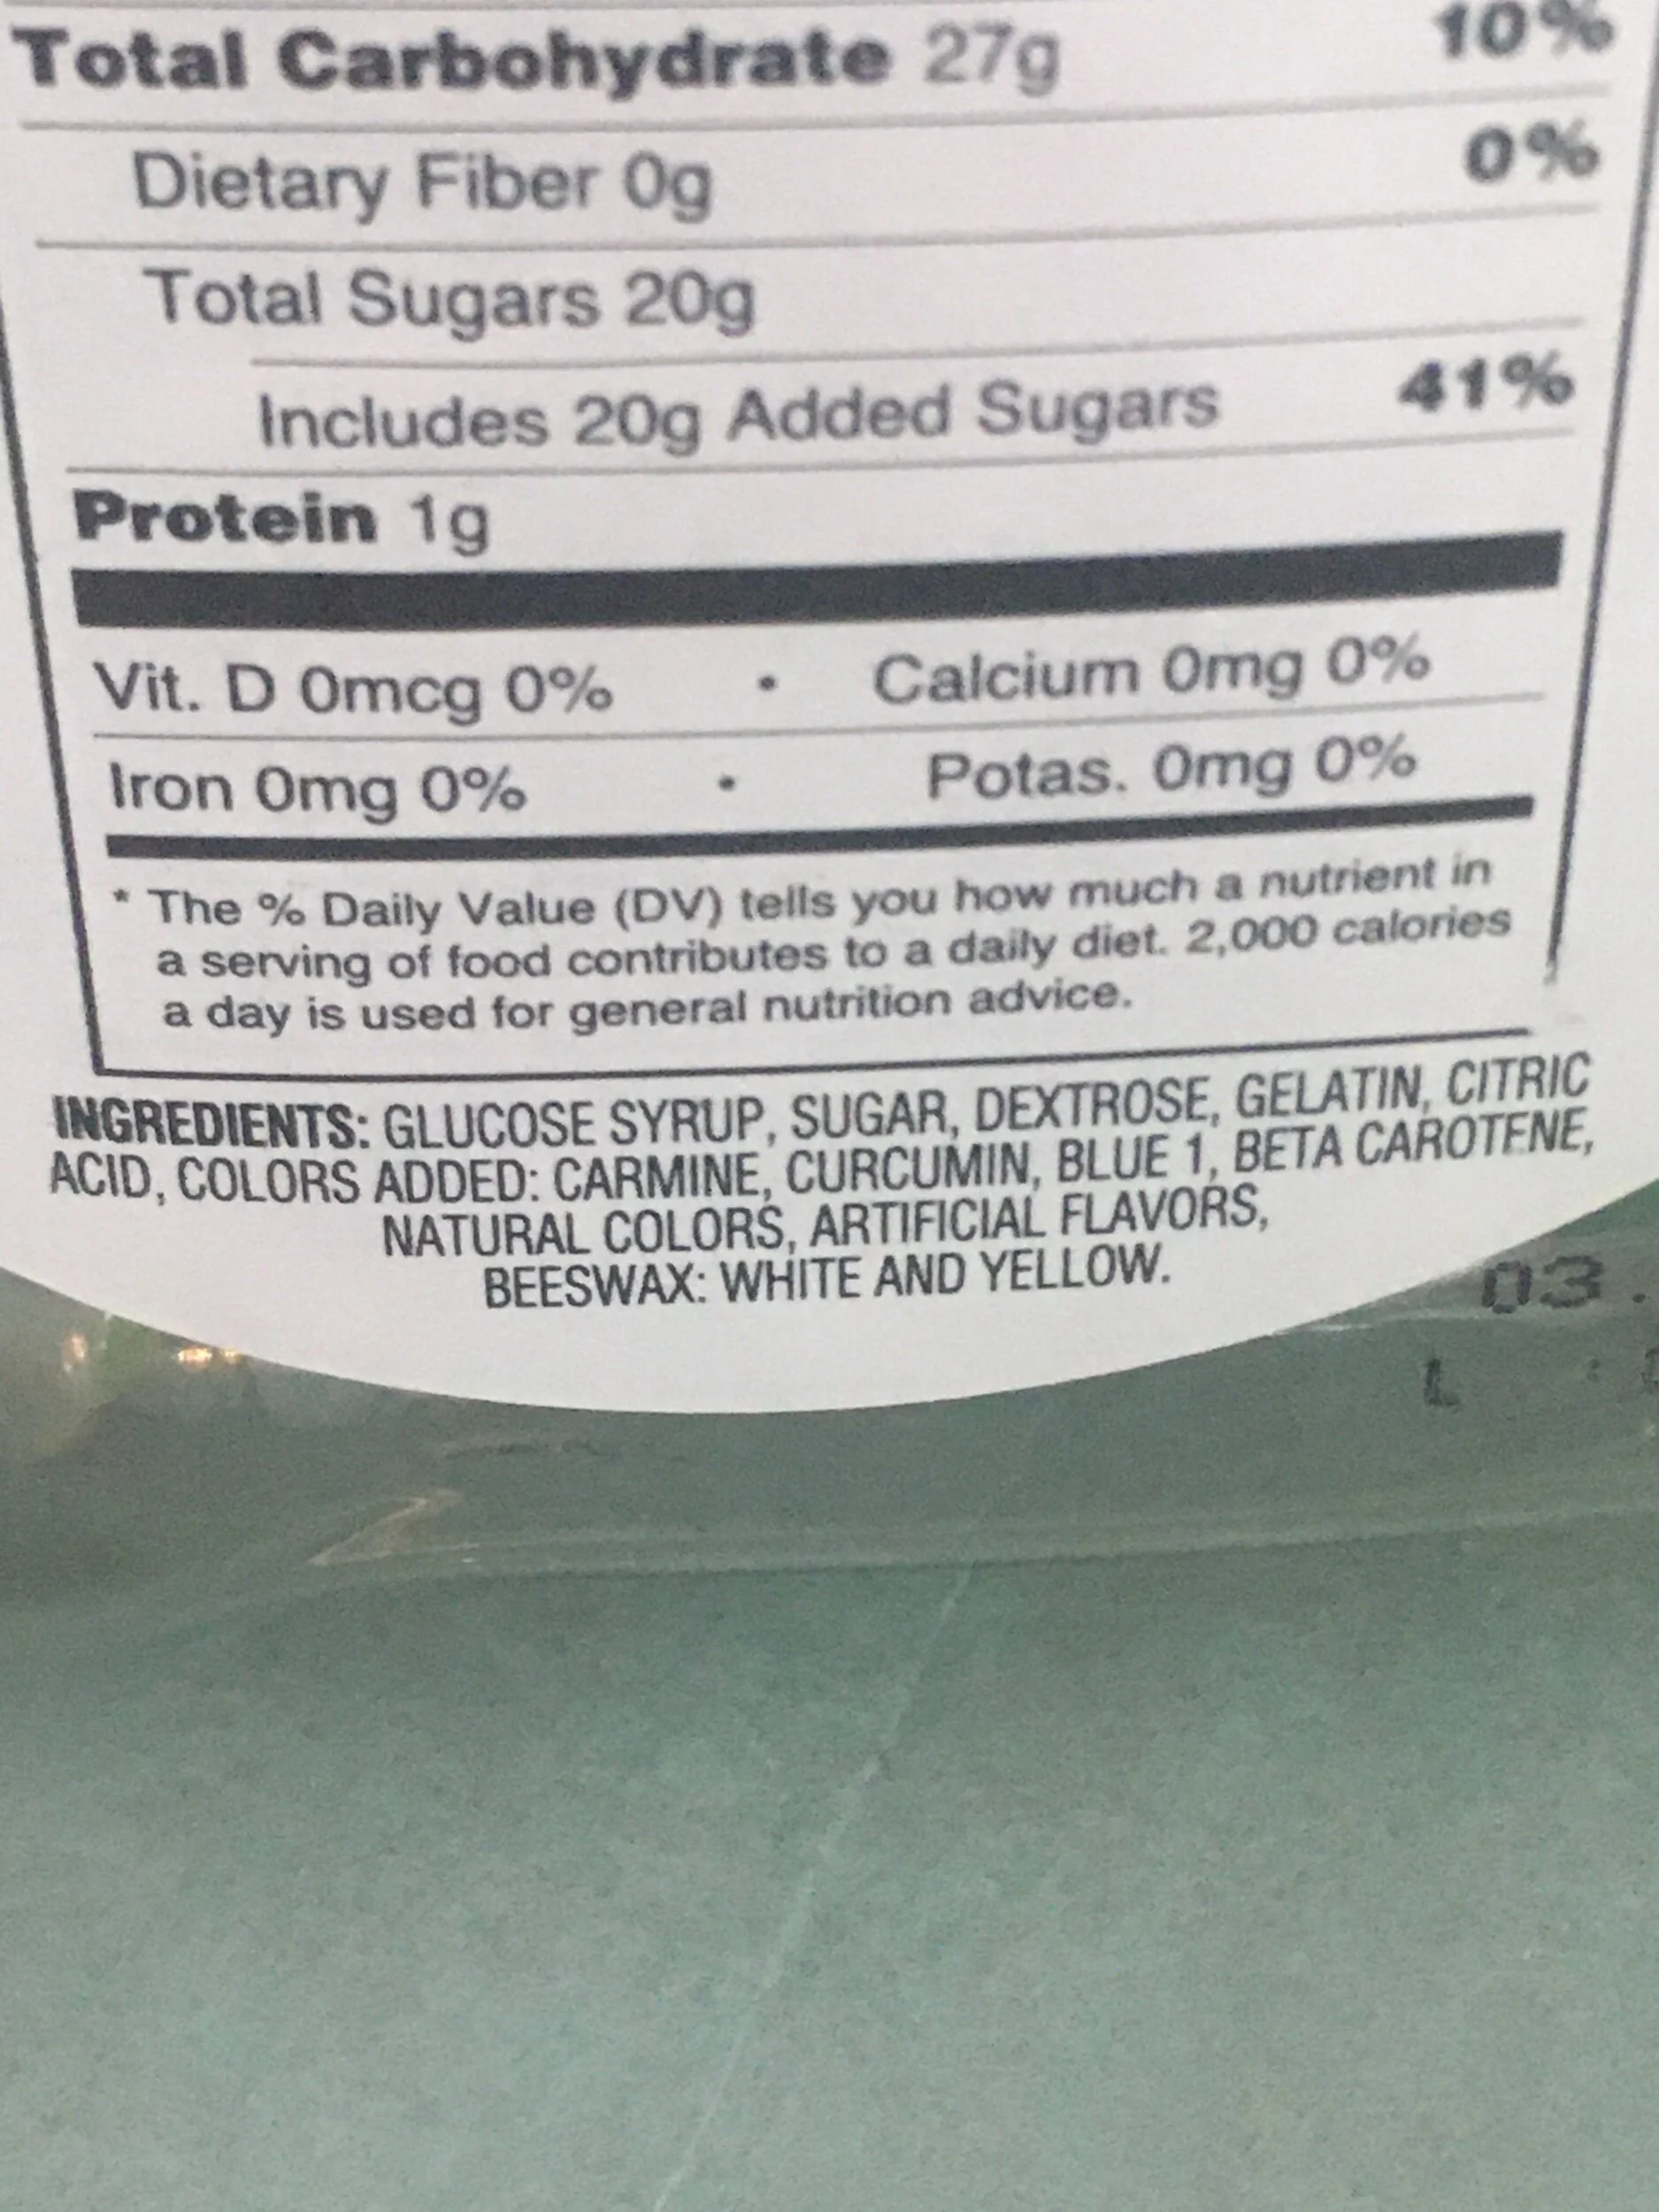 Total Carbohydrate 27g 10%
Dietary Fiber 0g 0%
Total Sugars 20g
Includes 20g Added Sugars 41%
Protein 1g
Vit. D 0mcg 0% • Calcium 0mg 0%
Iron 0mg 0% • Potas. 0mg 0%
* The % Daily Value (DV) tells you how much a nutrient in
a serving of food contributes to a daily diet. 2,000 calories
a day is used for general nutrition advice.
INGREDIENTS: GLUCOSE SYRUP, SUGAR, DEXTROSE, GELATIN, CITRIC
ACID, COLORS ADDED: CARMINE, CURCUMIN, BLUE 1, BETA CAROTENE,
NATURAL COLORS, ARTIFICIAL FLAVORS,
BEESWAX: WHITE AND YELLOW.
03.
L :